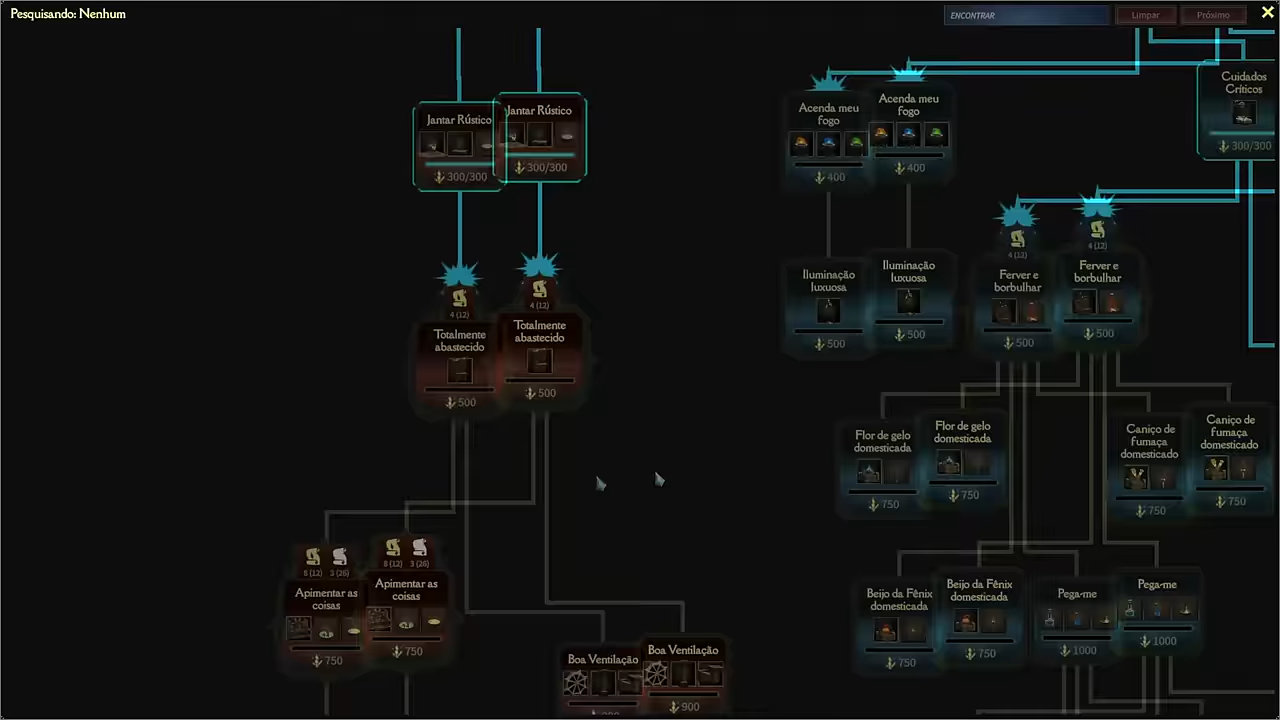 Pesquisando: Nenhum
ENCONTRAR
Limpar
Próximo
Jantar Rústico
300/300
Jantar Rústico
300/300
Acenda meu
fogo
400
Acenda meu
fogo
400
Cuidados
Críticos
300/300
4 (12)
Totalmente
abastecido
500
4 (12)
Totalmente
abastecido
500
Iluminação
luxuosa
500
Iluminação
luxuosa
500
4 (12)
Ferver e
borbulhar
500
4 (12)
Ferver e
borbulhar
500
Flor de gelo
domesticada
750
Flor de gelo
domesticada
750
Caniço de
fumaça
domesticado
750
Caniço de
fumaça
domesticado
750
8 (12) 3 (26)
Apimentar as
coisas
750
8 (12) 3 (26)
Apimentar as
coisas
750
Boa Ventilação
Boa Ventilação
900
Beijo da Fênix
domesticada
750
Beijo da Fênix
domesticada
750
Pega-me
1000
Pega-me
1000